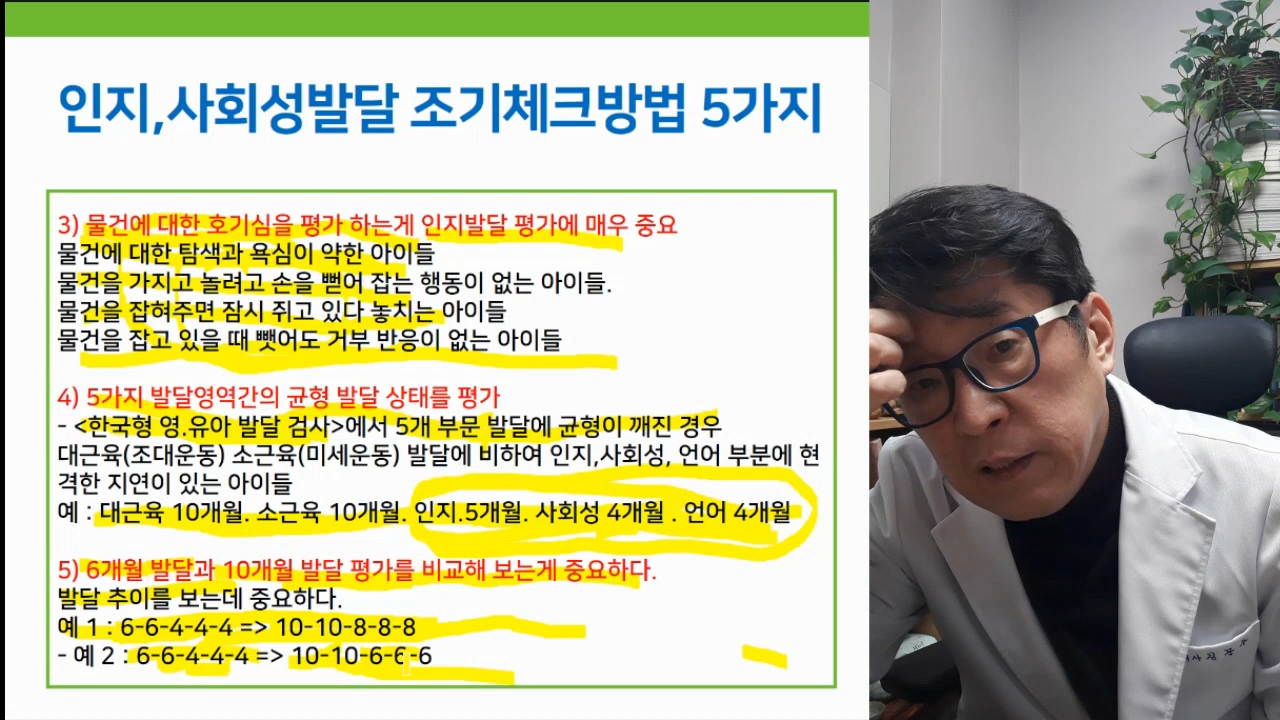 인지,사회성발달 조기체크방법 5가지
3) 물건에 대한 호기심을 평가 하는게 인지발달 평가에 매우 중요
물건에 대한 탐색과 욕심이 약한 아이들
물건을 가지고 놀려고 손을 뻗어 잡는 행동이 없는 아이들.
물건을 잡혀주면 잠시 쥐고 있다 놓치는 아이들
물건을 잡고 있을 때 뺏어도 거부 반응이 없는 아이들
4) 5가지 발달영역간의 균형 발달 상태를 평가
- <한국형 영.유아 발달 검사>에서 5개 부문 발달에 균형이 깨진 경우
대근육(조대운동) 소근육(미세운동) 발달에 비하여 인지,사회성, 언어 부분에 현
격한 지연이 있는 아이들
예 : 대근육 10개월. 소근육 10개월. 인지.5개월. 사회성 4개월 . 언어 4개월
5) 6개월 발달과 10개월 발달 평가를 비교해 보는게 중요하다.
발달 추이를 보는데 중요하다.
예 1 : 6-6-4-4-4 => 10-10-8-8-8
- 예 2 : 6-6-4-4-4 => 10-10-6-6-6